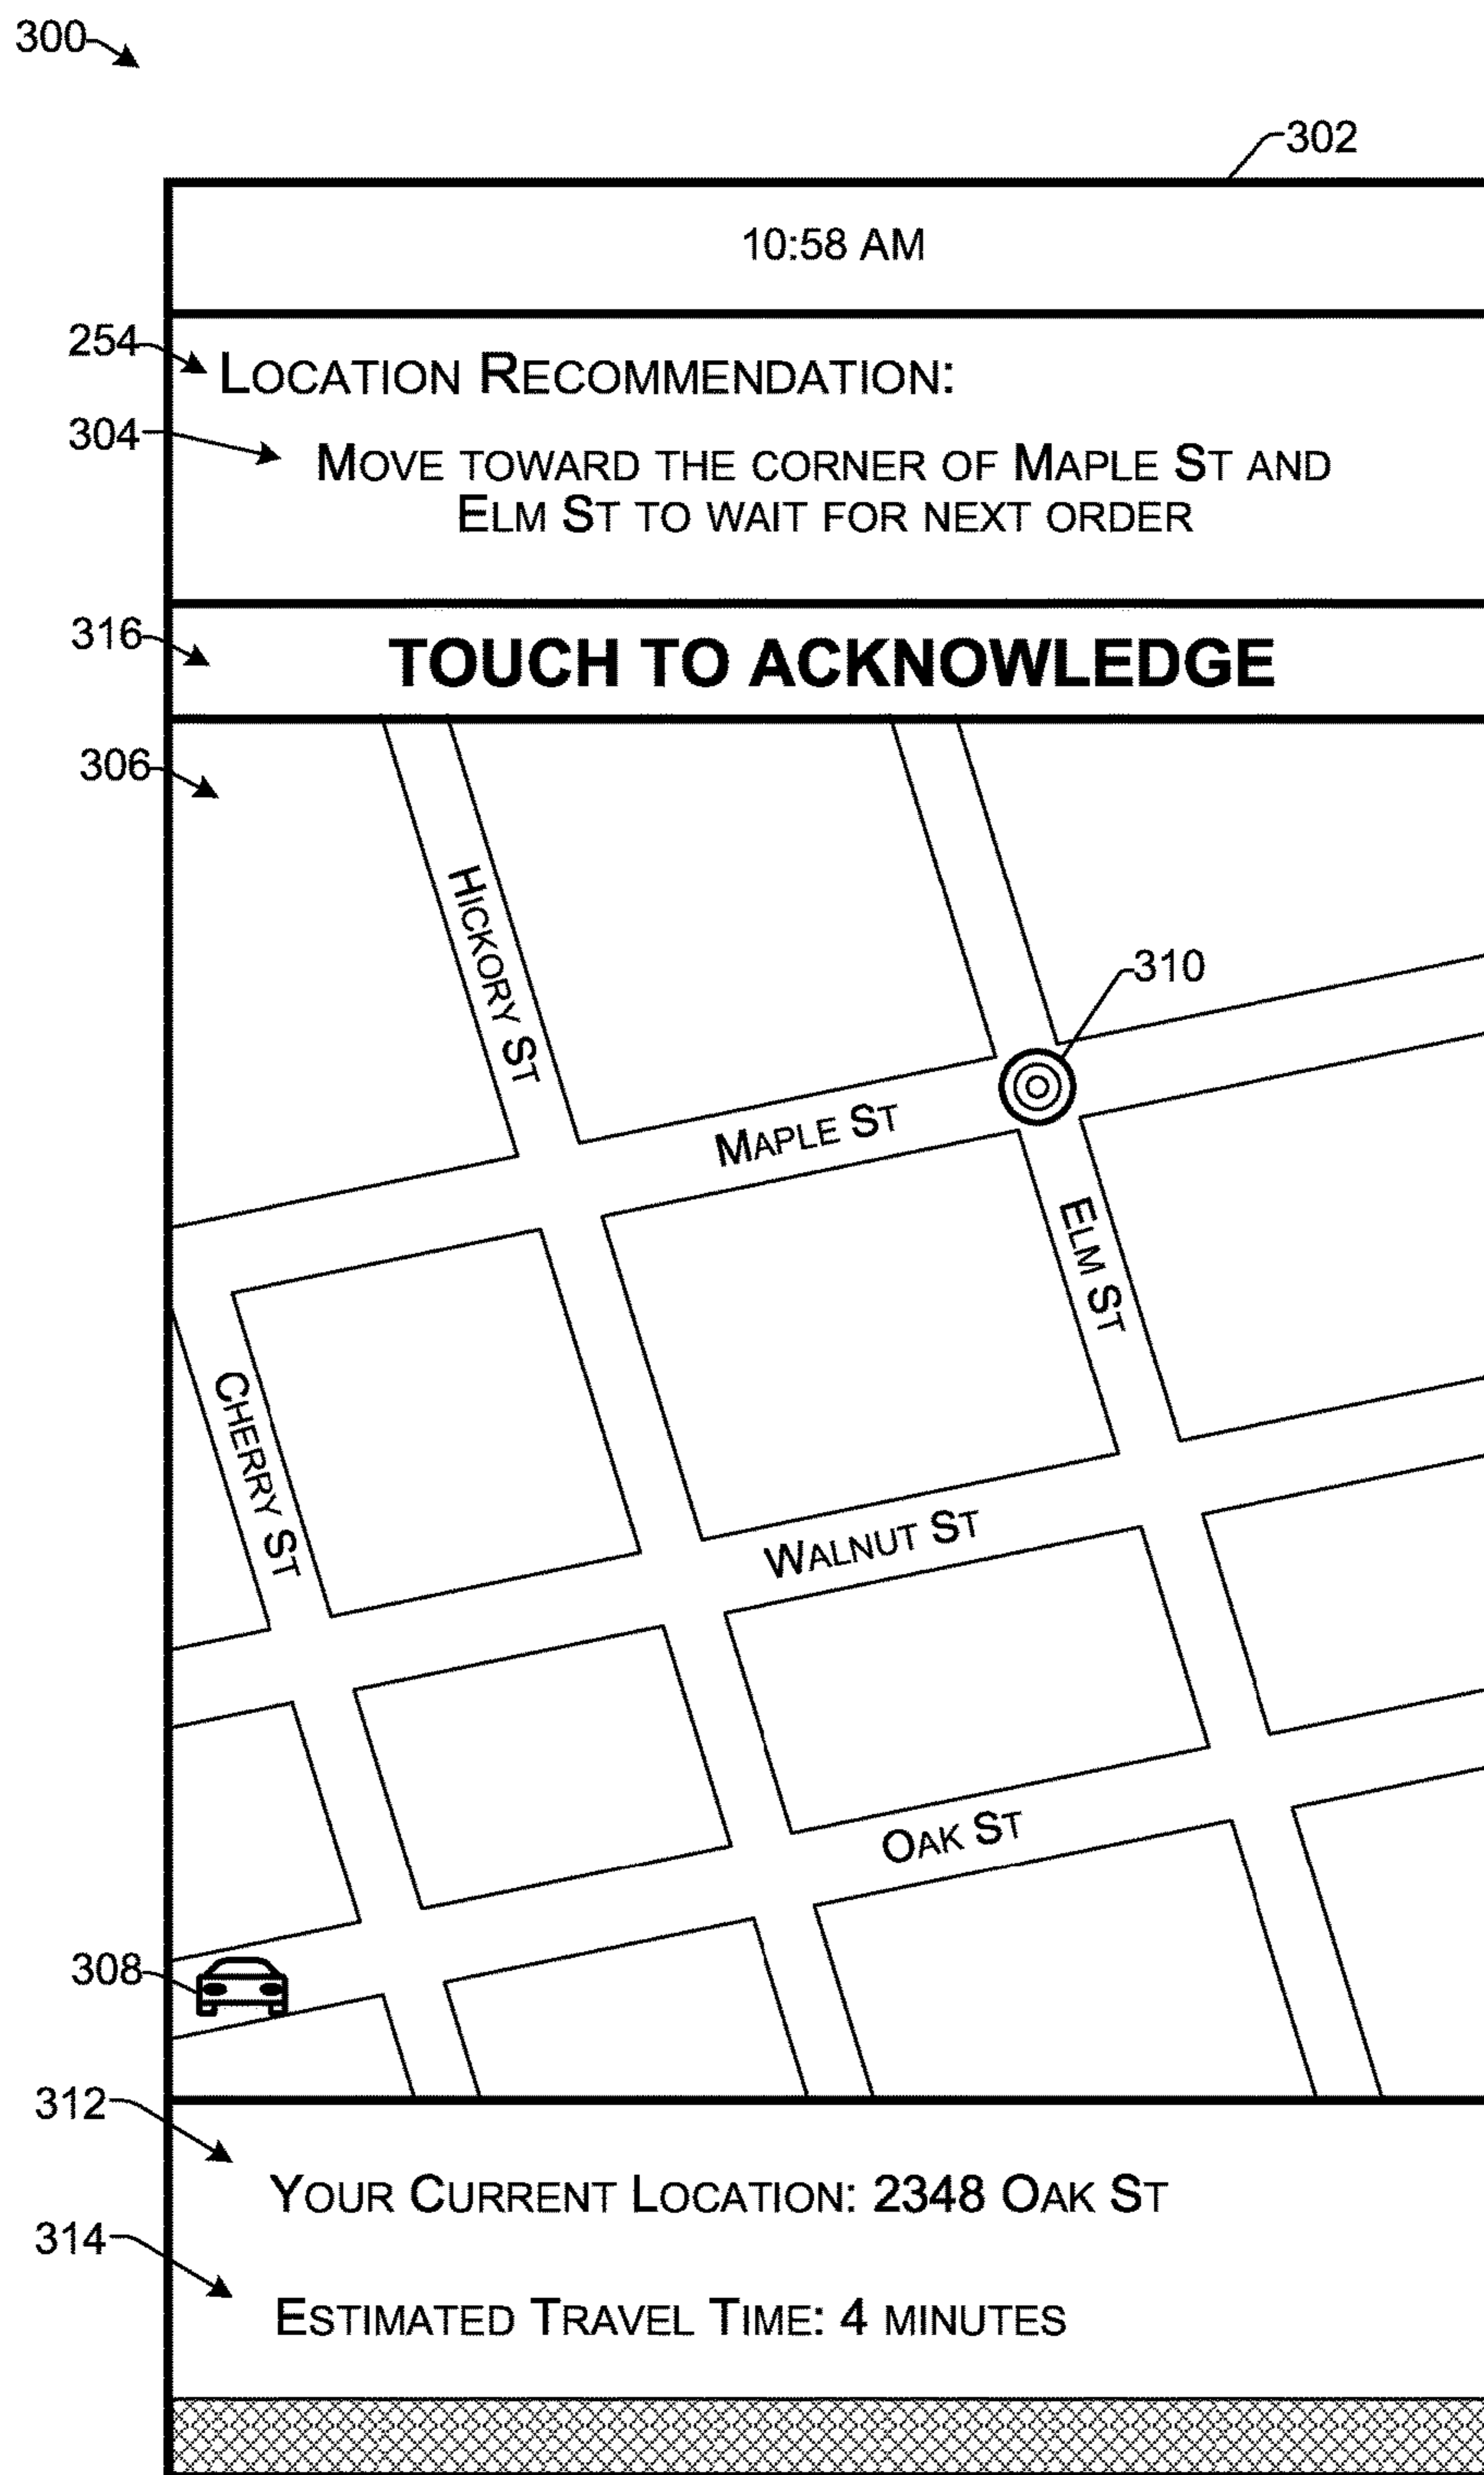 300
302
10:58 AM
254
LOCATION RECOMMENDATION:
304
MOVE TOWARD THE CORNER OF MAPLE ST AND
ELM ST TO WAIT FOR NEXT ORDER
316
TOUCH TO ACKNOWLEDGE
306
HICKORY ST
310
MAPLE ST
ELM ST
CHERRY ST
WALNUT ST
OAK ST
308
312
YOUR CURRENT LOCATION: 2348 OAK ST
314
ESTIMATED TRAVEL TIME: 4 MINUTES